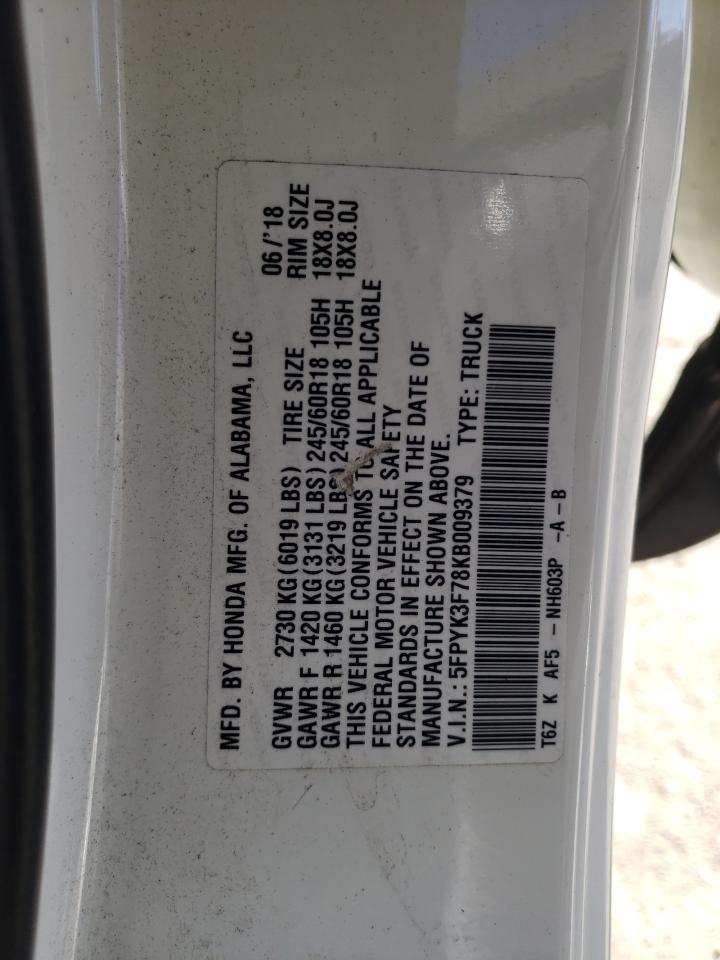 MFD. BY HONDA MFG. OF ALABAMA, LLC 06/'18
GVWR 2730 KG(6019 LBS) TIRE SIZE RIM SIZE
GAWR F 1420 KG(3131 LBS)245/60R18 105H 18X8.0J
GAWR R 1460 KG(3219 LBS)245/60R18 105H 18X8.0J
THIS VEHICLE CONFORMS TO ALL APPLICABLE
FEDERAL MOTOR VEHICLE SAFETY
STANDARDS IN EFFECT ON THE DATE OF
MANUFACTURE SHOWN ABOVE.
V.I.N.: 5FPYK3F78KB009379 TYPE: TRUCK
T6Z K AF5 - NH603P -A-B